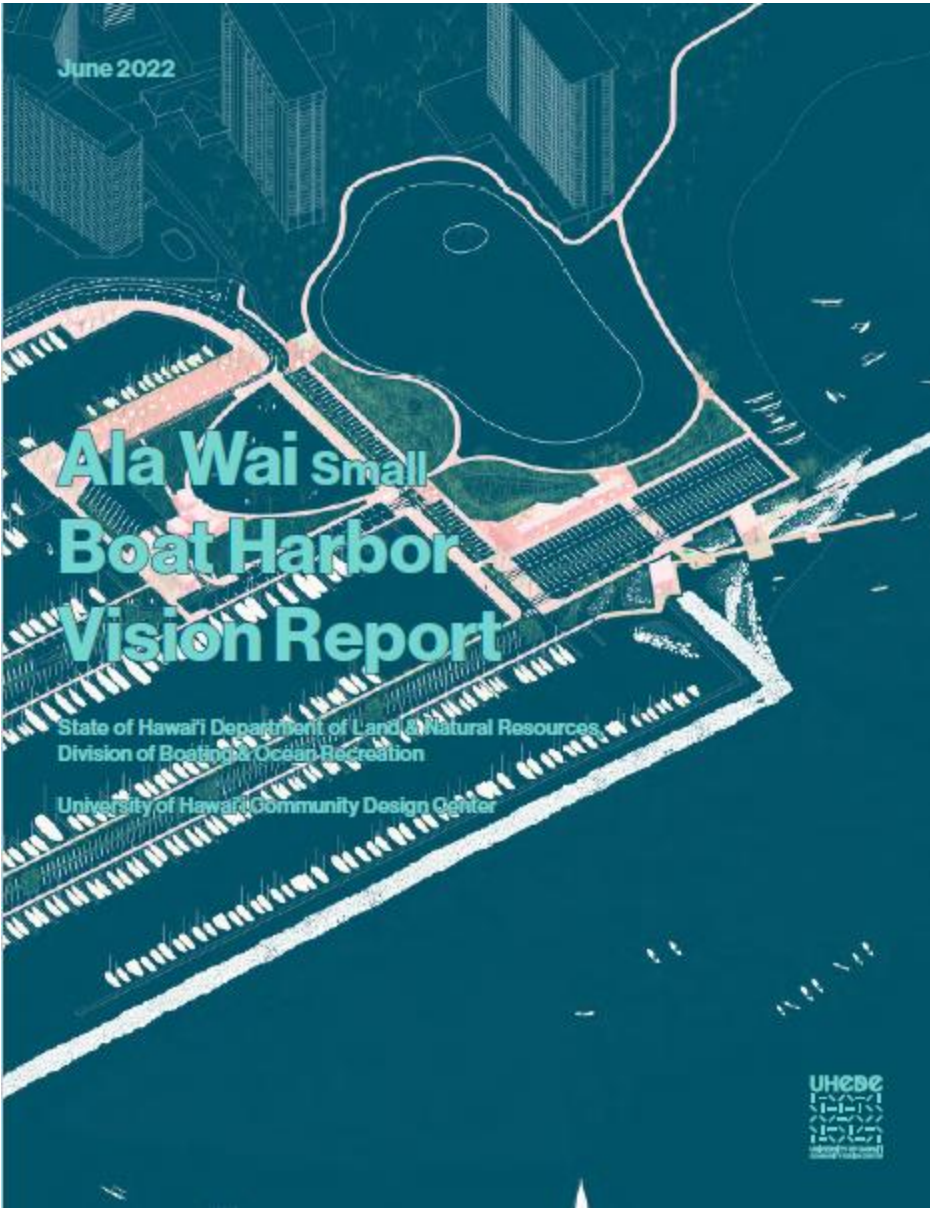 June 2022
Ala Wai Small
Boat Harbor
Vision Report
State of Hawai'i Department of Land & Natural Resources,
Division of Boating & Ocean Recreation
University of Hawai'i Community Design Center
UHCDC